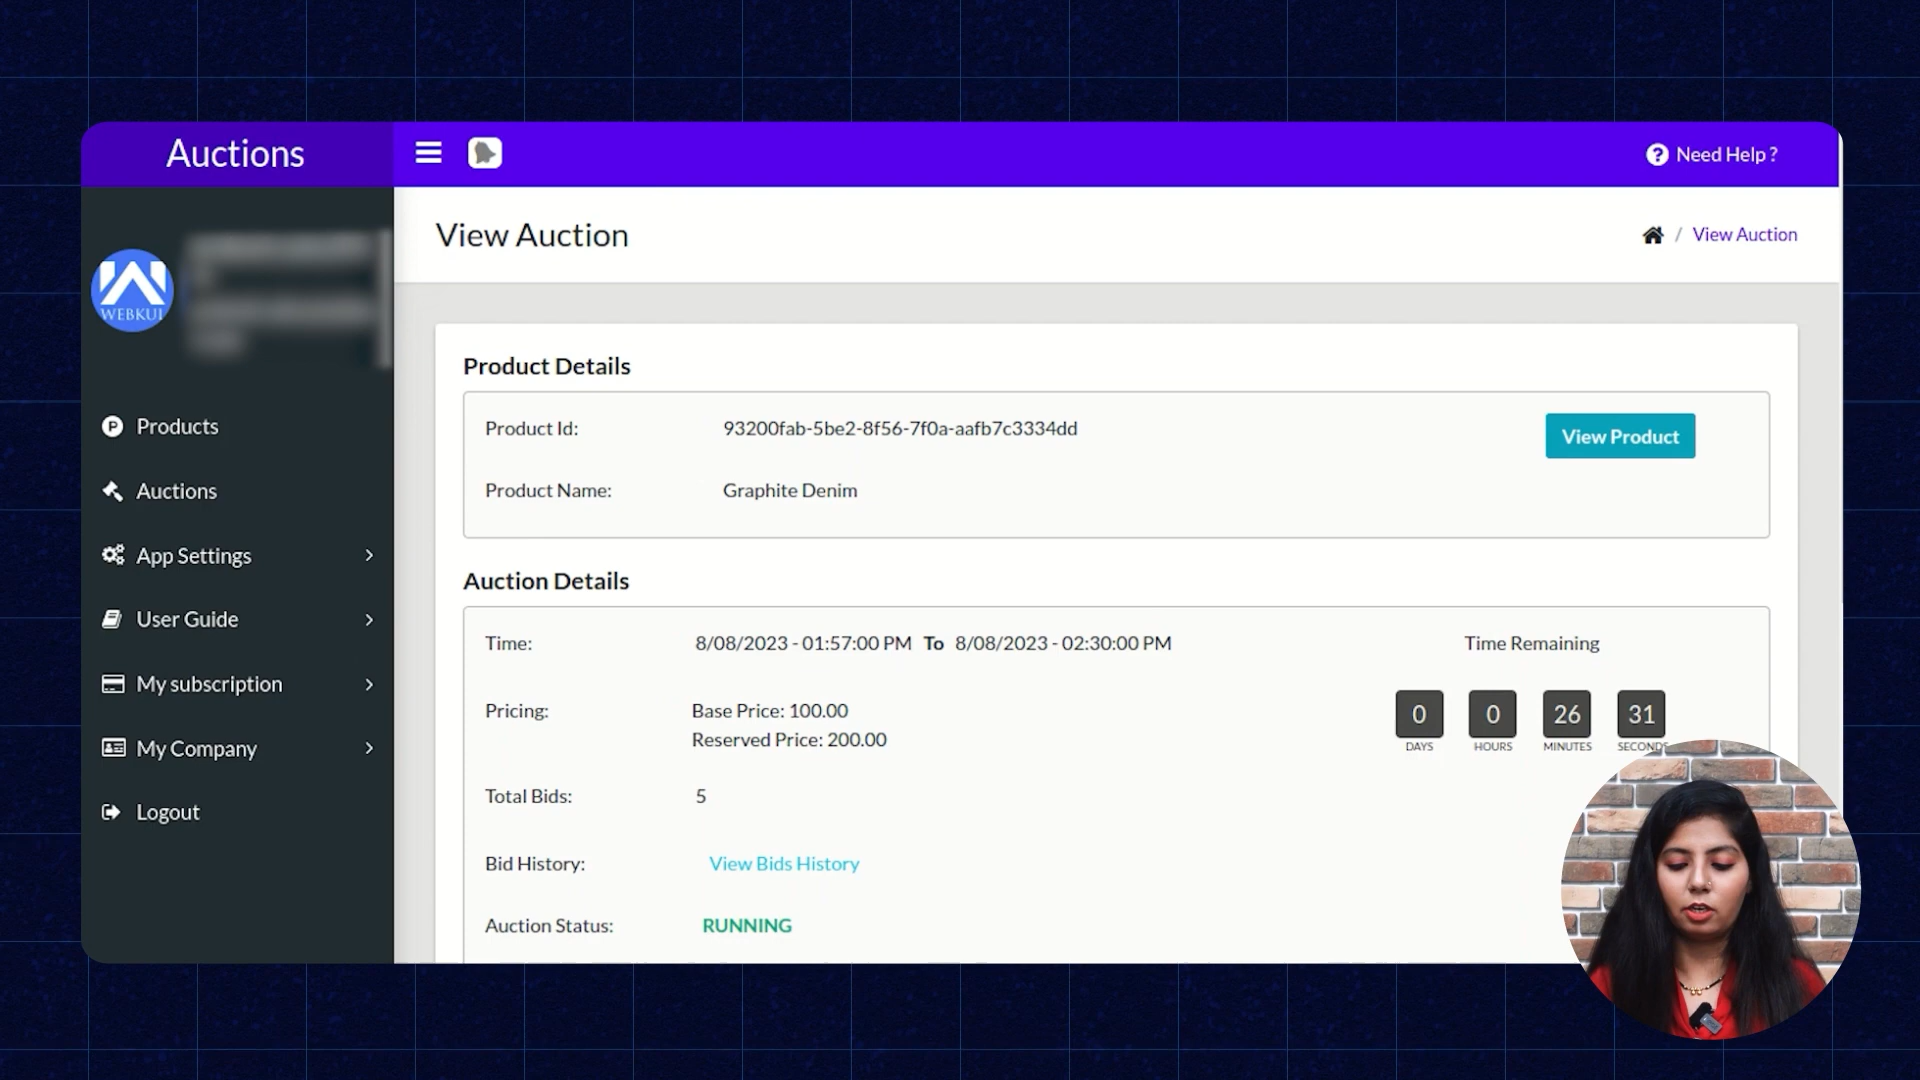 Auctions
Need Help ?
View Auction
/ View Auction
WEBKUL
Products
Auctions
App Settings
User Guide
My subscription
My Company
Logout
Product Details
Product Id: 93200fab-5be2-8f56-7f0a-aafb7c3334dd
View Product
Product Name: Graphite Denim
Auction Details
Time: 8/08/2023 - 01:57:00 PM To 8/08/2023 - 02:30:00 PM
Time Remaining
Pricing: Base Price: 100.00
Reserved Price: 200.00
0 0 26 31
DAYS HOURS MINUTES SECONDS
Total Bids: 5
Bid History: View Bids History
Auction Status: RUNNING